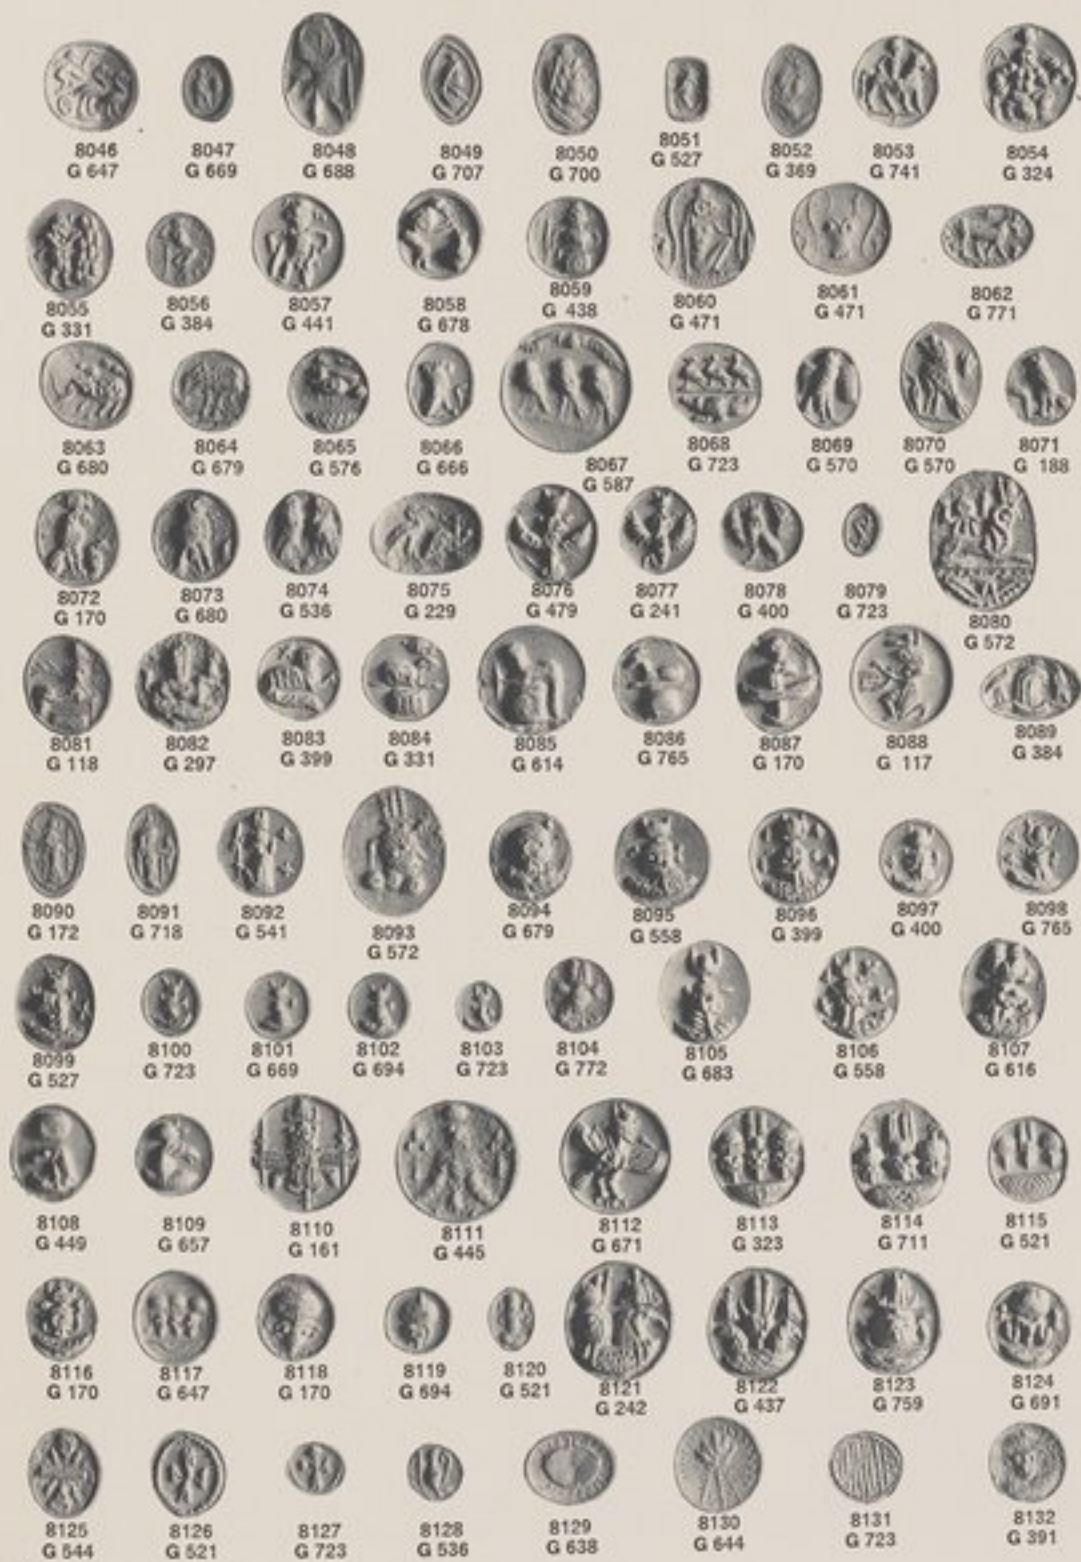 8046 8047 8048 8049 8050 8051 8052 8053 8054
G 647 G 669 G 688 G 707 G 700 G 527 G 369 G 741 G 324
8055 8056 8057 8058 8059 8060 8061 8062
G 331 G 384 G 441 G 678 G 438 G 471 G 471 G 771
8063 8064 8065 8066 8067 8068 8069 8070 8071
G 680 G 679 G 576 G 666 G 587 G 723 G 570 G 570 G 188
8072 8073 8074 8075 8076 8077 8078 8079 8080
G 170 G 680 G 536 G 229 G 479 G 241 G 400 G 723 G 572
8081 8082 8083 8084 8085 8086 8087 8088 8089
G 118 G 297 G 399 G 331 G 614 G 765 G 170 G 117 G 384
8090 8091 8092 8093 8094 8095 8096 8097 8098
G 172 G 718 G 541 G 572 G 679 G 558 G 399 G 400 G 765
8099 8100 8101 8102 8103 8104 8105 8106 8107
G 527 G 723 G 669 G 694 G 723 G 772 G 683 G 558 G 616
8108 8109 8110 8111 8112 8113 8114 8115
G 449 G 657 G 161 G 445 G 671 G 323 G 711 G 521
8116 8117 8118 8119 8120 8121 8122 8123 8124
G 170 G 647 G 170 G 694 G 521 G 242 G 437 G 759 G 691
8125 8126 8127 8128 8129 8130 8131 8132
G 544 G 521 G 723 G 536 G 638 G 644 G 723 G 391